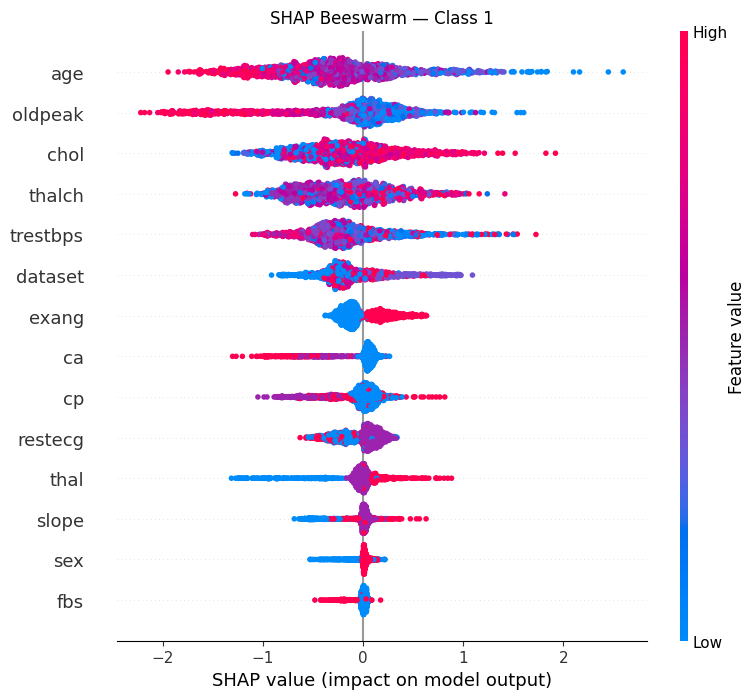 SHAP Beeswarm — Class 1
High
age
oldpeak
chol
thalch
trestbps
dataset
exang
ca
cp
restecg
thal
slope
sex
fbs
Feature value
Low
−2
−1
0
1
2
SHAP value (impact on model output)